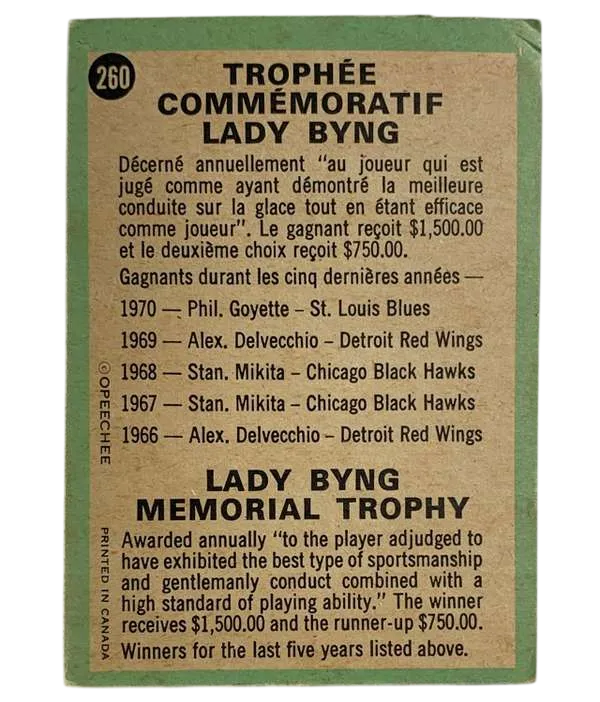 260
TROPHÉE
COMMÉMORATIF
LADY BYNG
Décerné annuellement "au joueur qui est
jugé comme ayant démontré la meilleure
conduite sur la glace tout en étant efficace
comme joueur". Le gagnant reçoit $1,500.00
et le deuxième choix reçoit $750.00.
Gagnants durant les cinq dernières années —
1970 — Phil. Goyette – St. Louis Blues
1969 — Alex. Delvecchio – Detroit Red Wings
1968 — Stan. Mikita – Chicago Black Hawks
1967 — Stan. Mikita – Chicago Black Hawks
1966 — Alex. Delvecchio – Detroit Red Wings
© OPEECHEE
LADY BYNG
MEMORIAL TROPHY
Awarded annually "to the player adjudged to
have exhibited the best type of sportsmanship
and gentlemanly conduct combined with a
high standard of playing ability." The winner
receives $1,500.00 and the runner-up $750.00.
Winners for the last five years listed above.
PRINTED IN CANADA